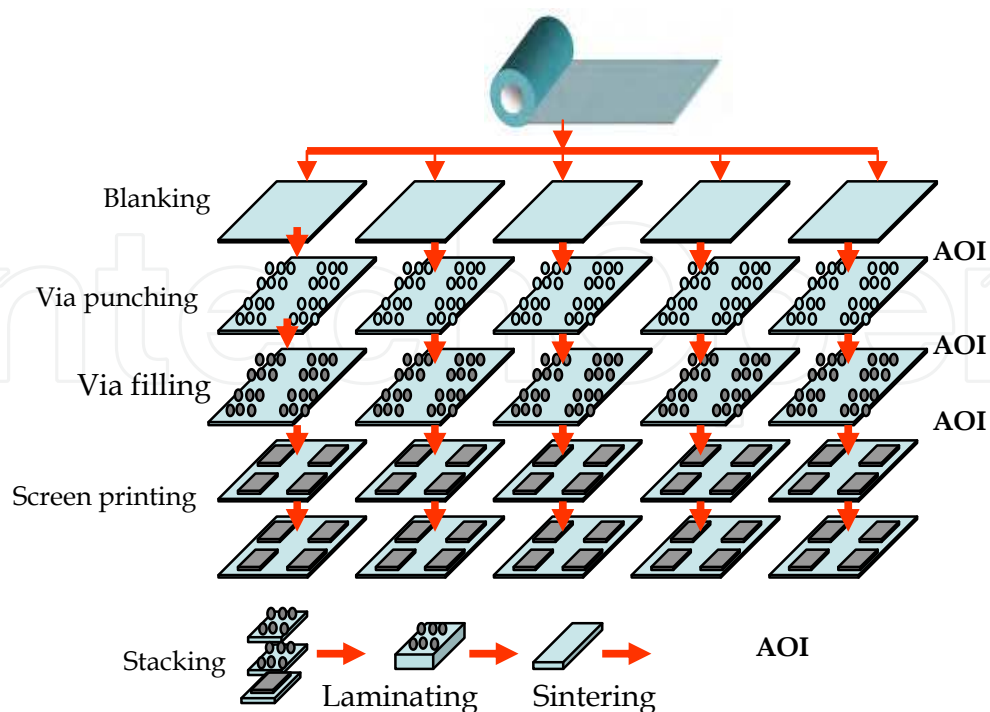 Blanking
AOI
Via punching
AOI
Via filling
AOI
Screen printing
Stacking
AOI
Laminating
Sintering